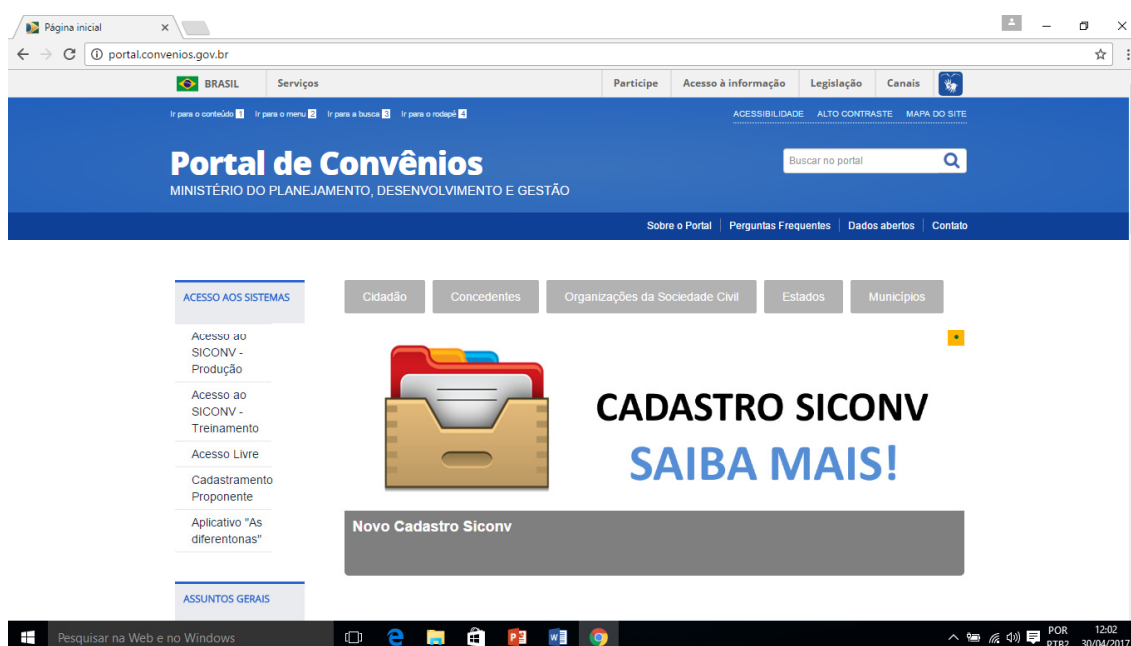 Página inicial
portal.convenios.gov.br
BRASIL Serviços Participe Acesso à informação Legislação Canais
Ir para o conteúdo 1 Ir para o menu 2 Ir para a busca 3 Ir para o rodapé 4 ACESSIBILIDADE ALTO CONTRASTE MAPA DO SITE
Portal de Convênios
Buscar no portal
MINISTÉRIO DO PLANEJAMENTO, DESENVOLVIMENTO E GESTÃO
Sobre o Portal Perguntas Frequentes Dados abertos Contato
ACESSO AOS SISTEMAS
Cidadão Concedentes Organizações da Sociedade Civil Estados Municípios
Acesso ao
SICONV -
Produção
Acesso ao
SICONV -
Treinamento
Acesso Livre
Cadastramento
Proponente
Aplicativo "As
diferentonas"
CADASTRO SICONV
SAIBA MAIS!
Novo Cadastro Siconv
ASSUNTOS GERAIS
Pesquisar na Web e no Windows
POR
PTB2
12:02
30/04/2017